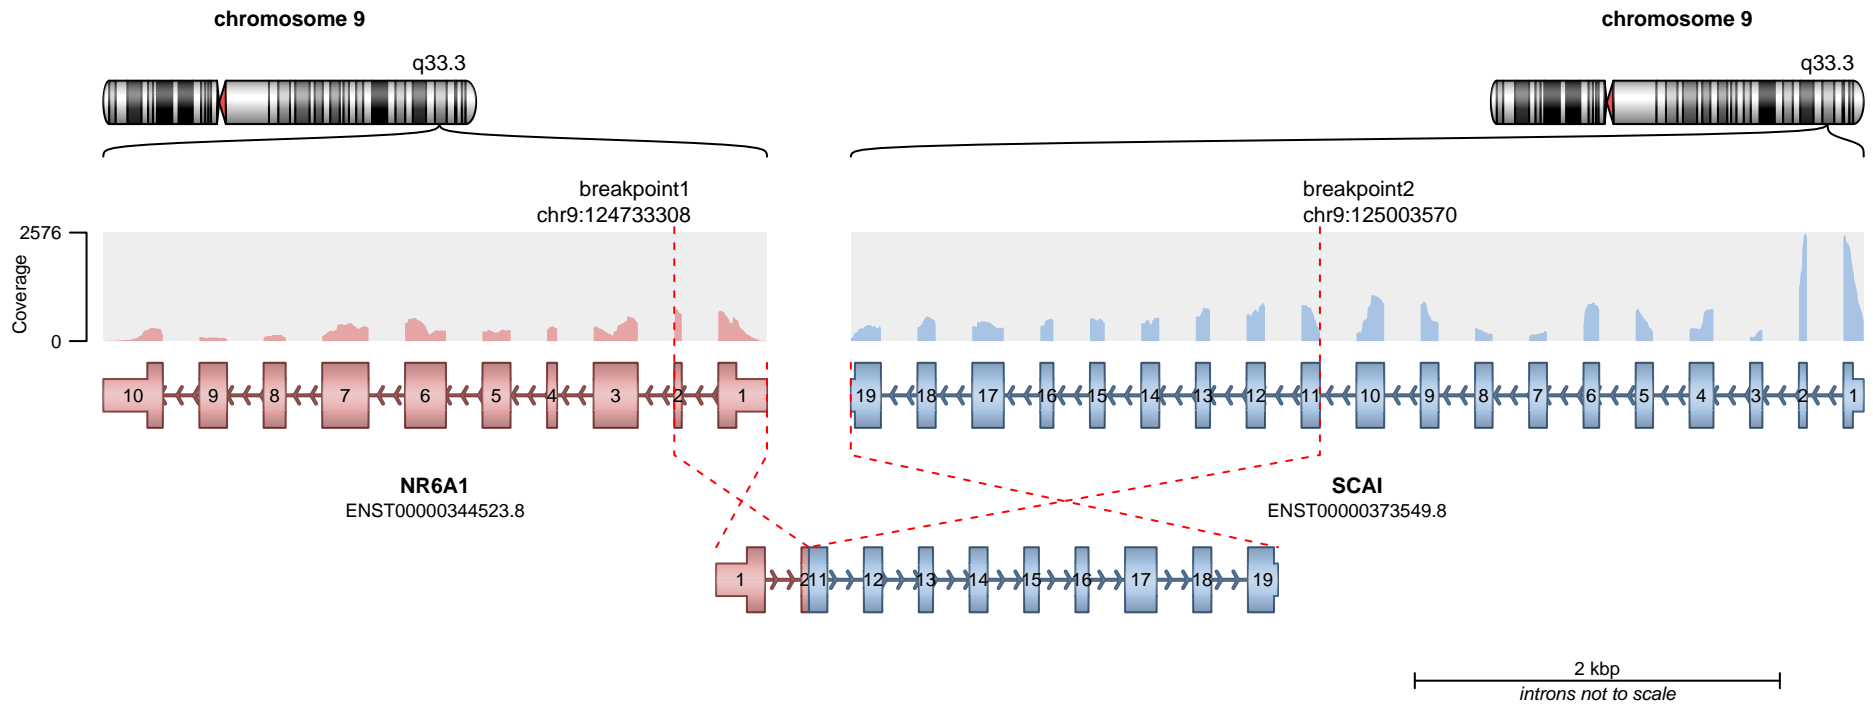 chromosome 9
chromosome 9
q33.3
q33.3
breakpoint1
chr9:124733308
breakpoint2
chr9:125003570
2576
Coverage
0
10 9 8 7 6 5 4 3 2 1
19 18 17 16 15 14 13 12 11 10 9 8 7 6 5 4 3 2 1
NR6A1
ENST00000344523.8
SCAI
ENST00000373549.8
1 2 11 12 13 14 15 16 17 18 19
2 kbp
introns not to scale